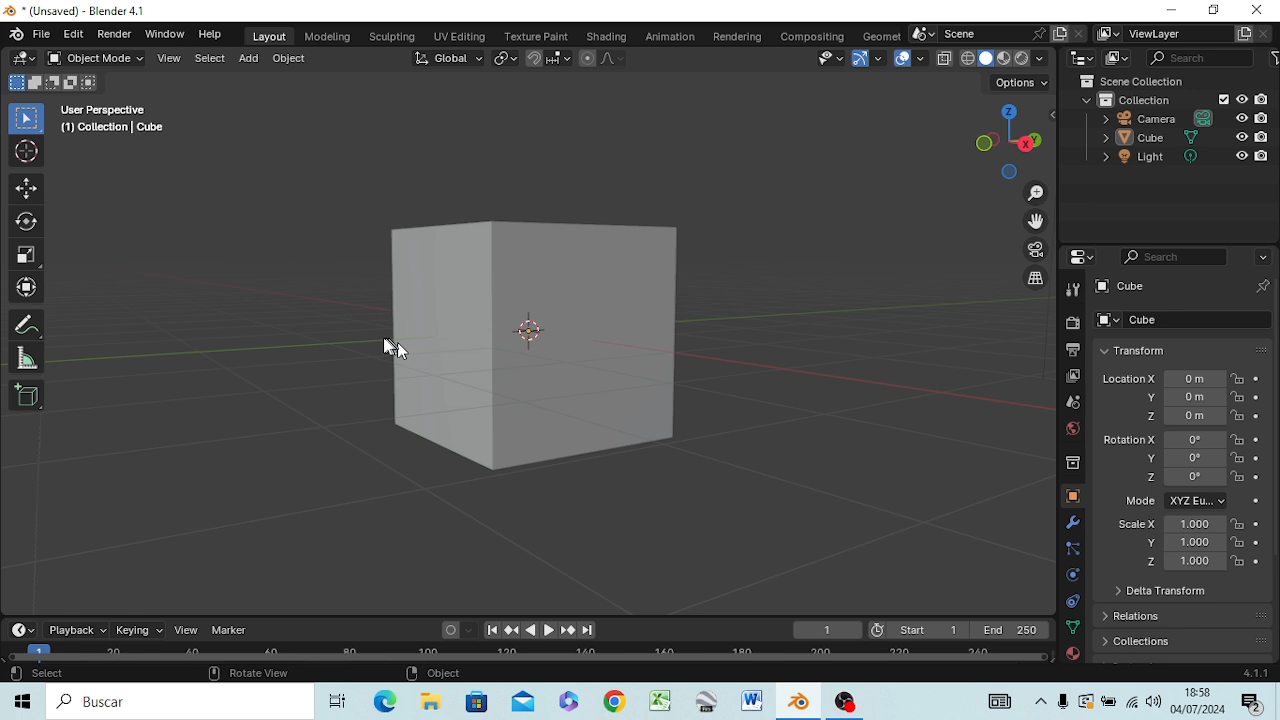 * (Unsaved) - Blender 4.1
File Edit Render Window Help Layout Modeling Sculpting UV Editing Texture Paint Shading Animation Rendering Compositing Geomet Scene ViewLayer
Object Mode View Select Add Object Global Search
Options
User Perspective
(1) Collection | Cube
Z
Y
X
Scene Collection
Collection
Camera
Cube
Light
Search
Cube
Cube
Transform
Location X 0 m
Y 0 m
Z 0 m
Rotation X 0°
Y 0°
Z 0°
Mode XYZ Eu...
Scale X 1.000
Y 1.000
Z 1.000
Delta Transform
Relations
Collections
Playback Keying View Marker 1 Start 1 End 250
1 20 40 60 80 100 120 140 160 180 200 220 240
Select Rotate View Object 4.1.1
Buscar
18:58
04/07/2024
2